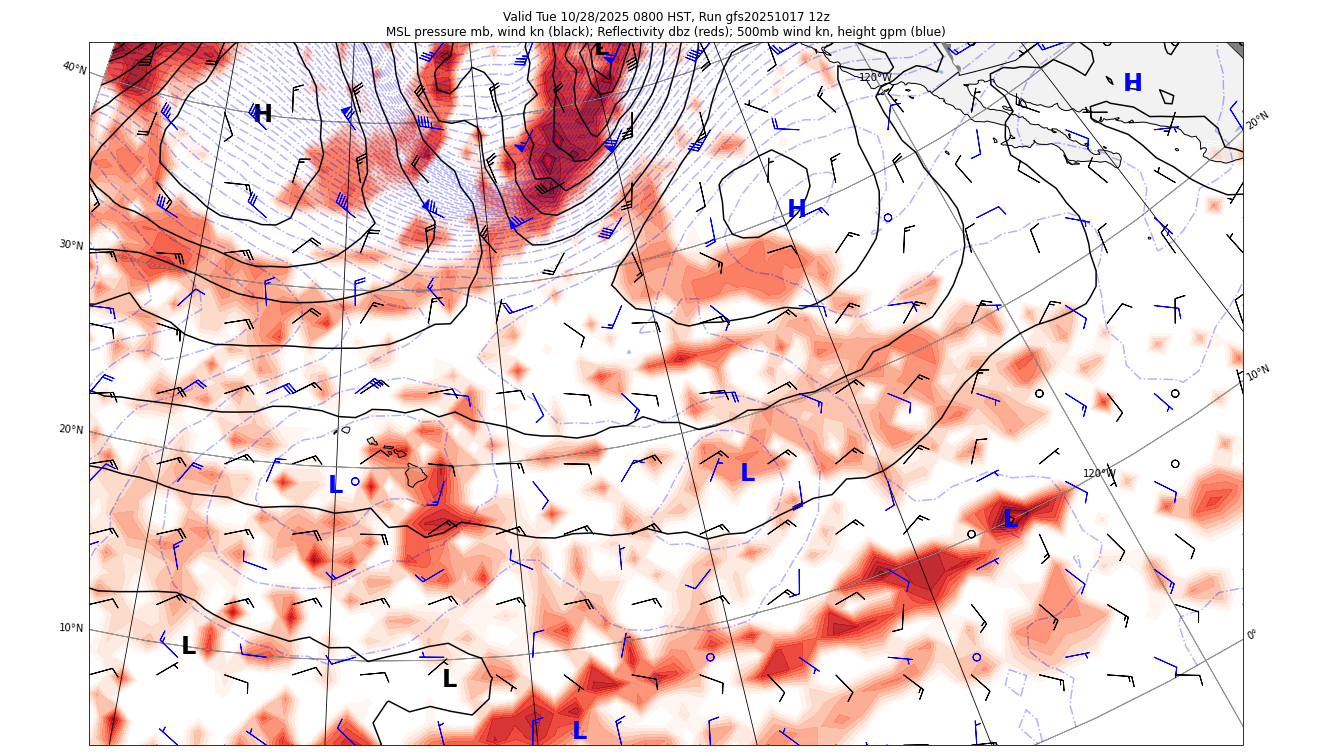 Valid Tue 10/28/2025 0800 HST, Run gfs20251017 12z
MSL pressure mb, wind kn (black); Reflectivity dbz (reds); 500mb wind kn, height gpm (blue)
L
40°N
120°W
H
H
20°N
H
30°N
10°N
20°N
L
L
120°W
L
10°N
0°
L
L
L